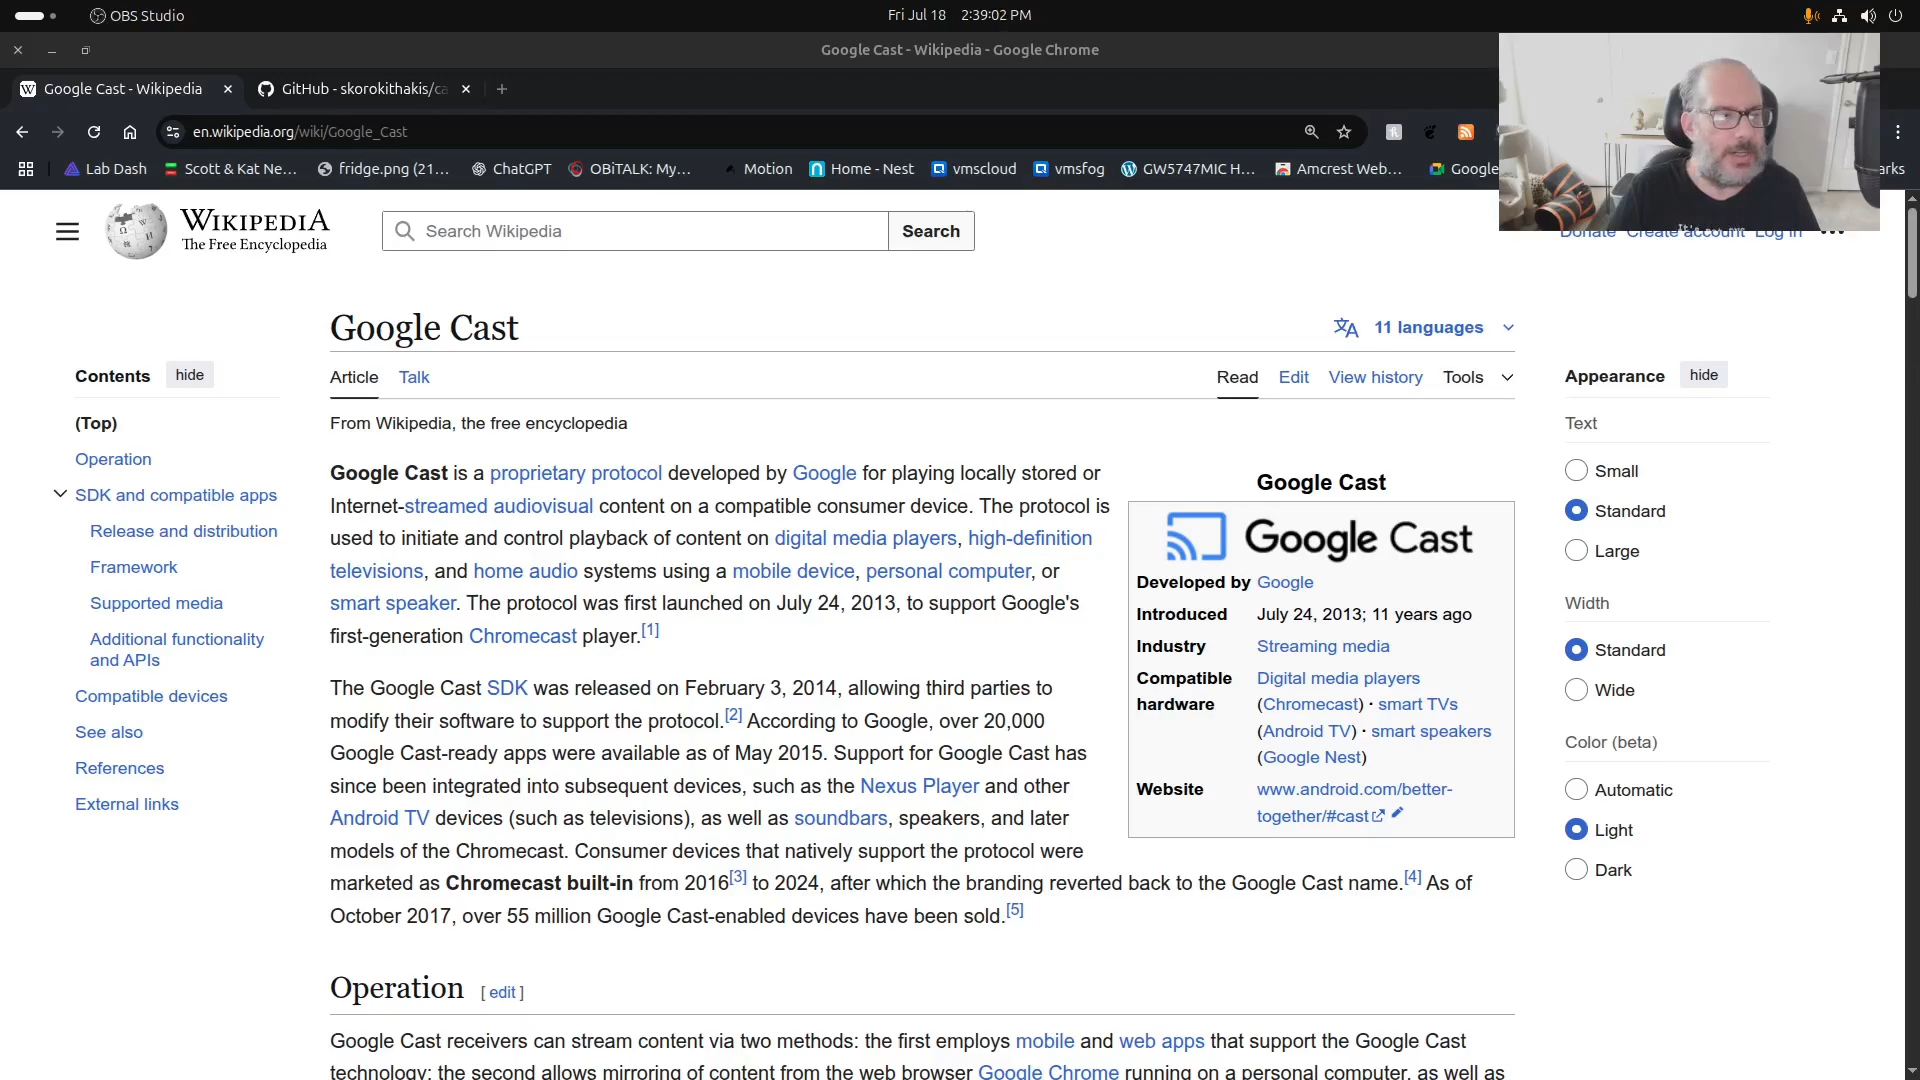 OBS Studio
Fri Jul 18 2:39:02 PM
Google Cast - Wikipedia - Google Chrome
Google Cast - Wikipedia
GitHub - skorokithakis/ca
en.wikipedia.org/wiki/Google_Cast
Lab Dash
Scott & Kat Ne...
fridge.png (21...
ChatGPT
OBiTALK: My...
Motion
Home - Nest
vmscloud
vmsfog
GW5747MIC H...
Amcrest Web...
Google
arks
WIKIPEDIA
The Free Encyclopedia
Search Wikipedia
Search
Donate Create account Log in
Google Cast
11 languages
Contents
hide
(Top)
Operation
SDK and compatible apps
Release and distribution
Framework
Supported media
Additional functionality
and APIs
Compatible devices
See also
References
External links
Article Talk
Read Edit View history Tools
From Wikipedia, the free encyclopedia
Google Cast is a proprietary protocol developed by Google for playing locally stored or
Internet-streamed audiovisual content on a compatible consumer device. The protocol is
used to initiate and control playback of content on digital media players, high-definition
televisions, and home audio systems using a mobile device, personal computer, or
smart speaker. The protocol was first launched on July 24, 2013, to support Google's
first-generation Chromecast player.[1]
The Google Cast SDK was released on February 3, 2014, allowing third parties to
modify their software to support the protocol.[2] According to Google, over 20,000
Google Cast-ready apps were available as of May 2015. Support for Google Cast has
since been integrated into subsequent devices, such as the Nexus Player and other
Android TV devices (such as televisions), as well as soundbars, speakers, and later
models of the Chromecast. Consumer devices that natively support the protocol were
marketed as Chromecast built-in from 2016[3] to 2024, after which the branding reverted back to the Google Cast name.[4] As of
October 2017, over 55 million Google Cast-enabled devices have been sold.[5]
Google Cast
Google Cast
Developed by Google
Introduced July 24, 2013; 11 years ago
Industry Streaming media
Compatible hardware Digital media players
(Chromecast) · smart TVs
(Android TV) · smart speakers
(Google Nest)
Website www.android.com/better-
together/#cast
Operation [ edit ]
Google Cast receivers can stream content via two methods: the first employs mobile and web apps that support the Google Cast
technology; the second allows mirroring of content from the web browser Google Chrome running on a personal computer, as well as
Appearance
hide
Text
Small
Standard
Large
Width
Standard
Wide
Color (beta)
Automatic
Light
Dark